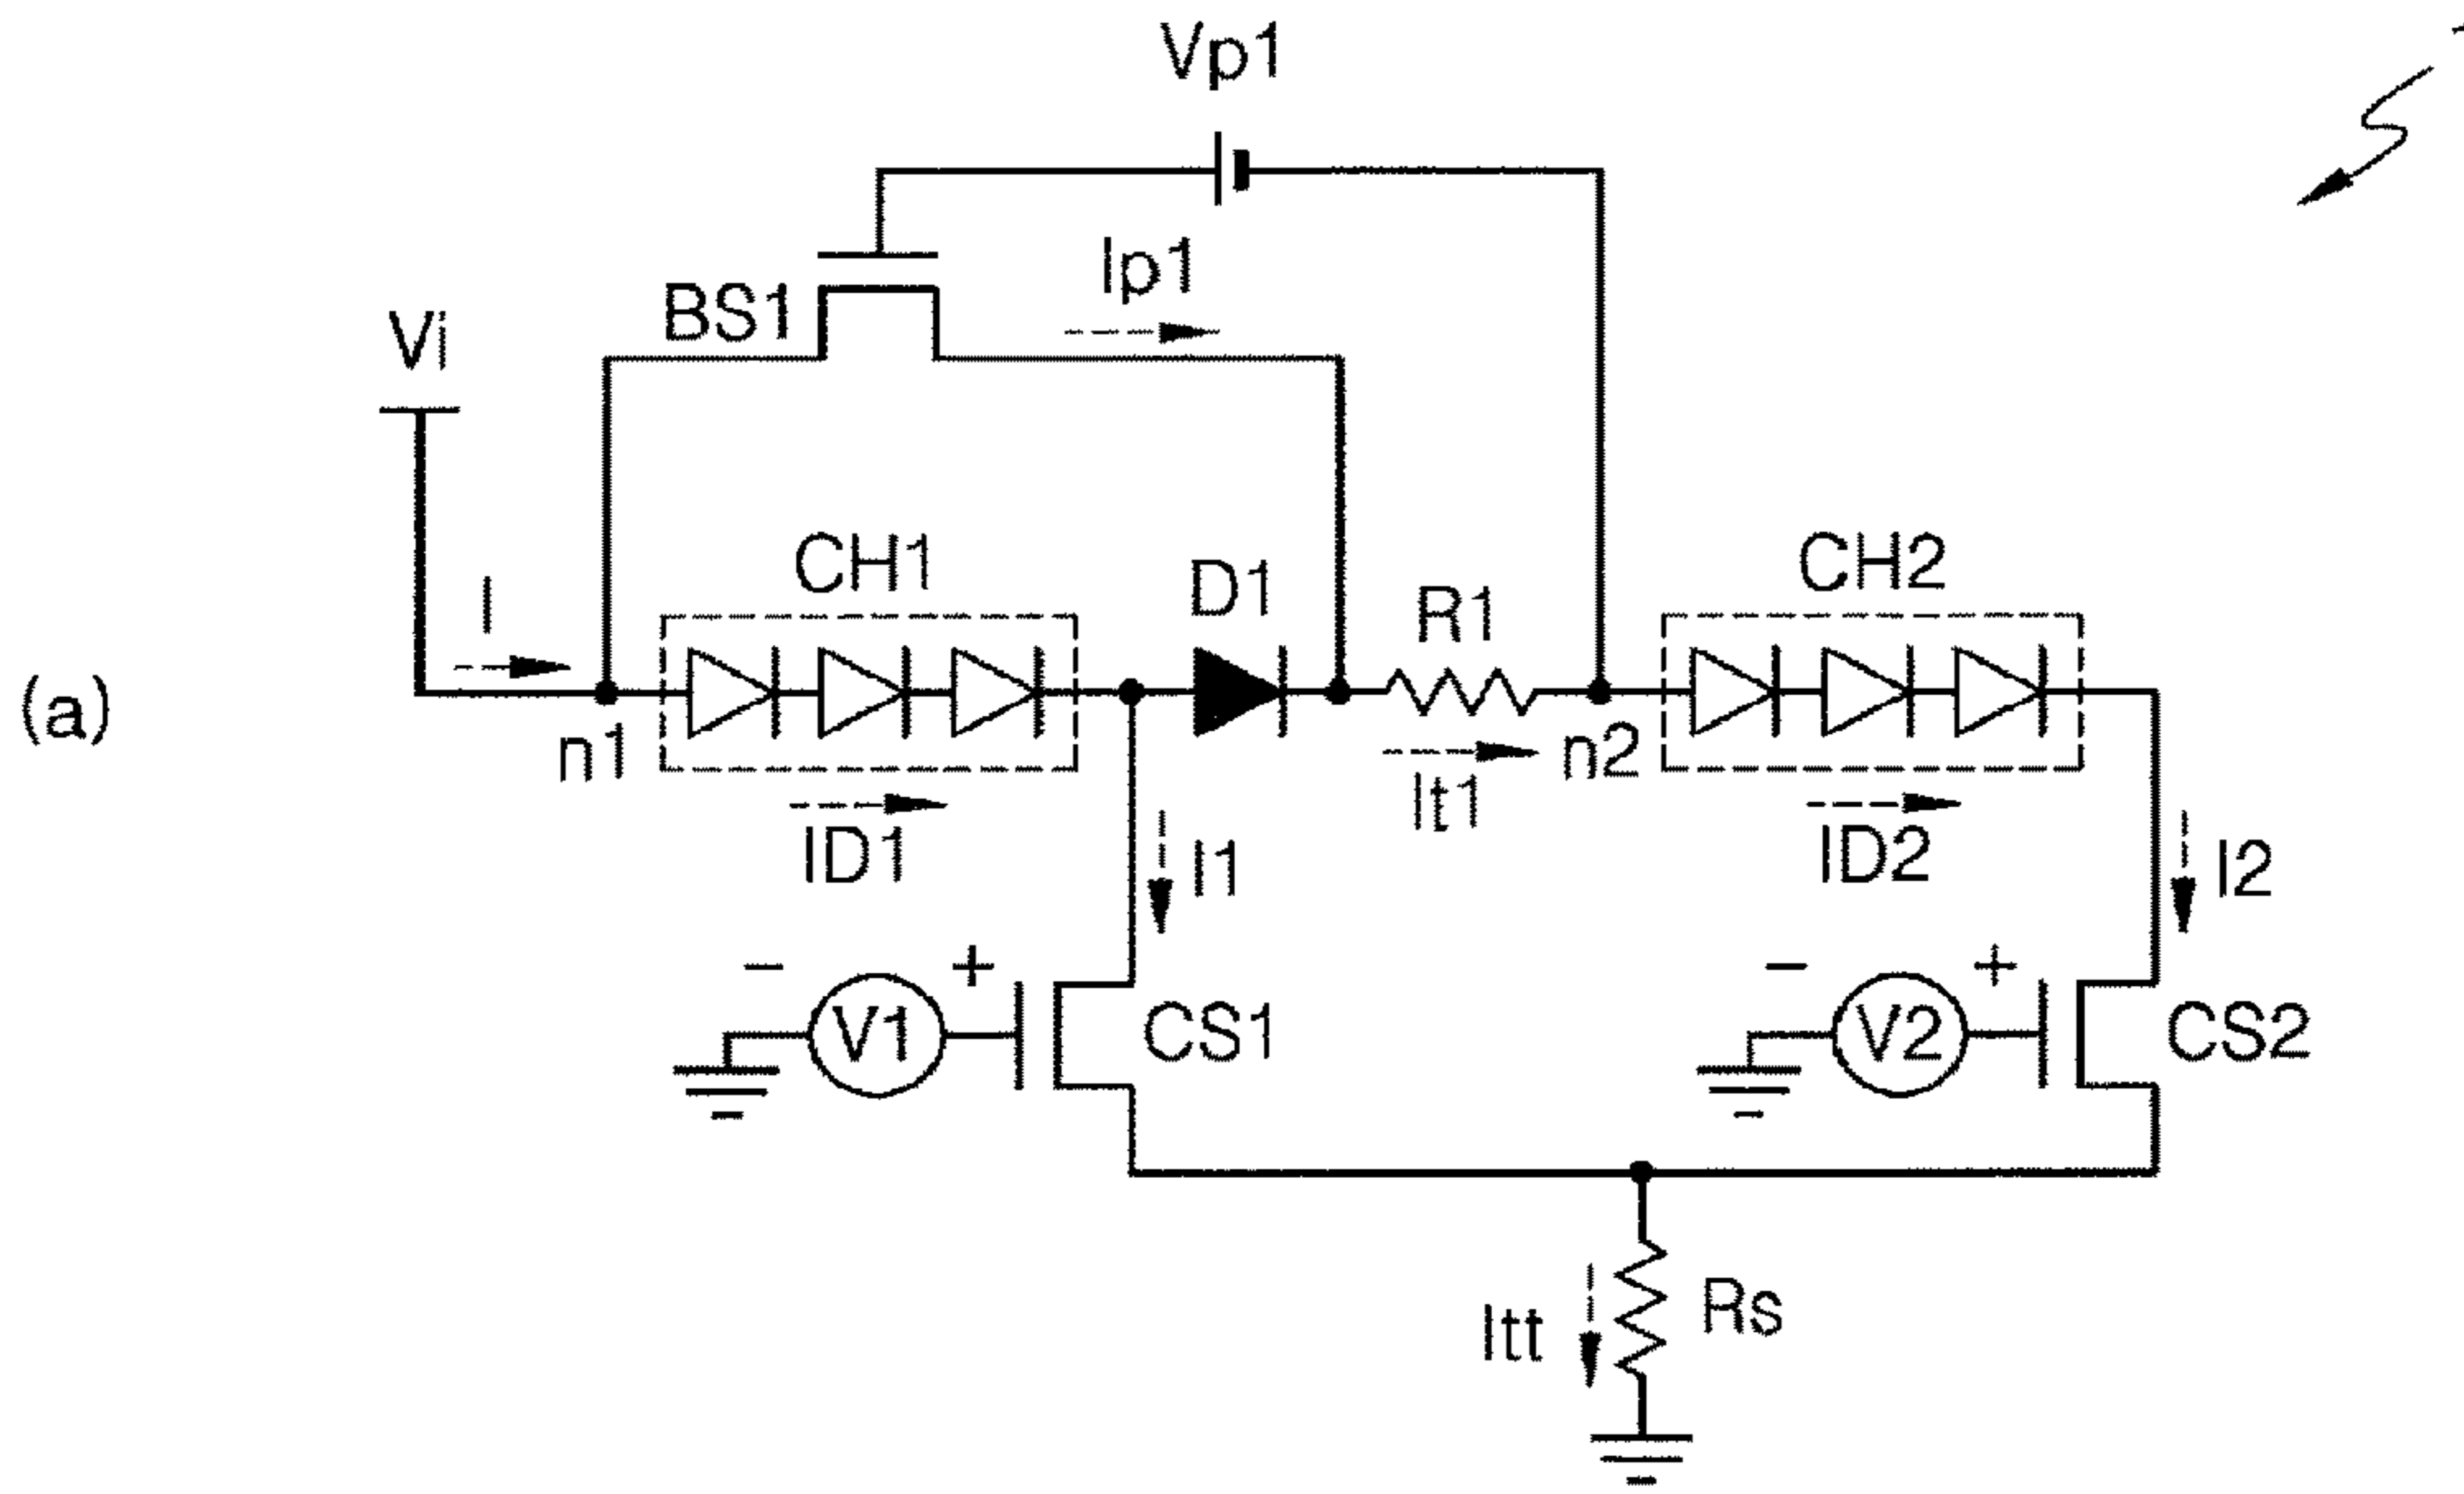 Vp1
Ip1
BS1
Vi
I
CH1
D1
R1
CH2
(a)
n1
n2
It1
ID1
I1
ID2
I2
- V1 +
CS1
- V2 +
CS2
Itt
Rs